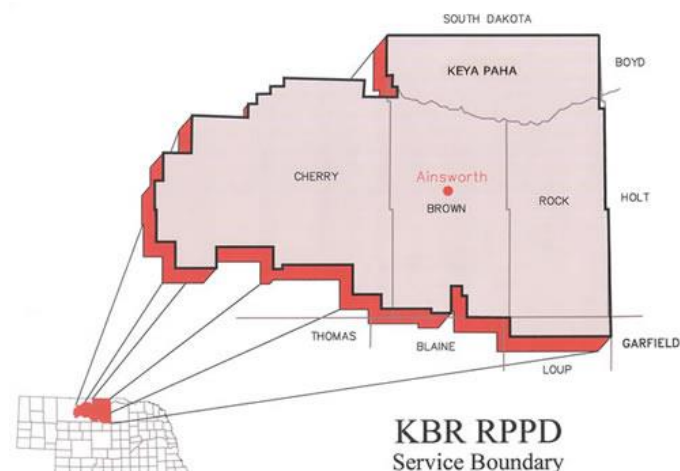 SOUTH DAKOTA
BOYD
KEYA PAHA
CHERRY
Ainsworth
BROWN
ROCK
HOLT
THOMAS
BLAINE
LOUP
GARFIELD
KBR RPPD
Service Boundary